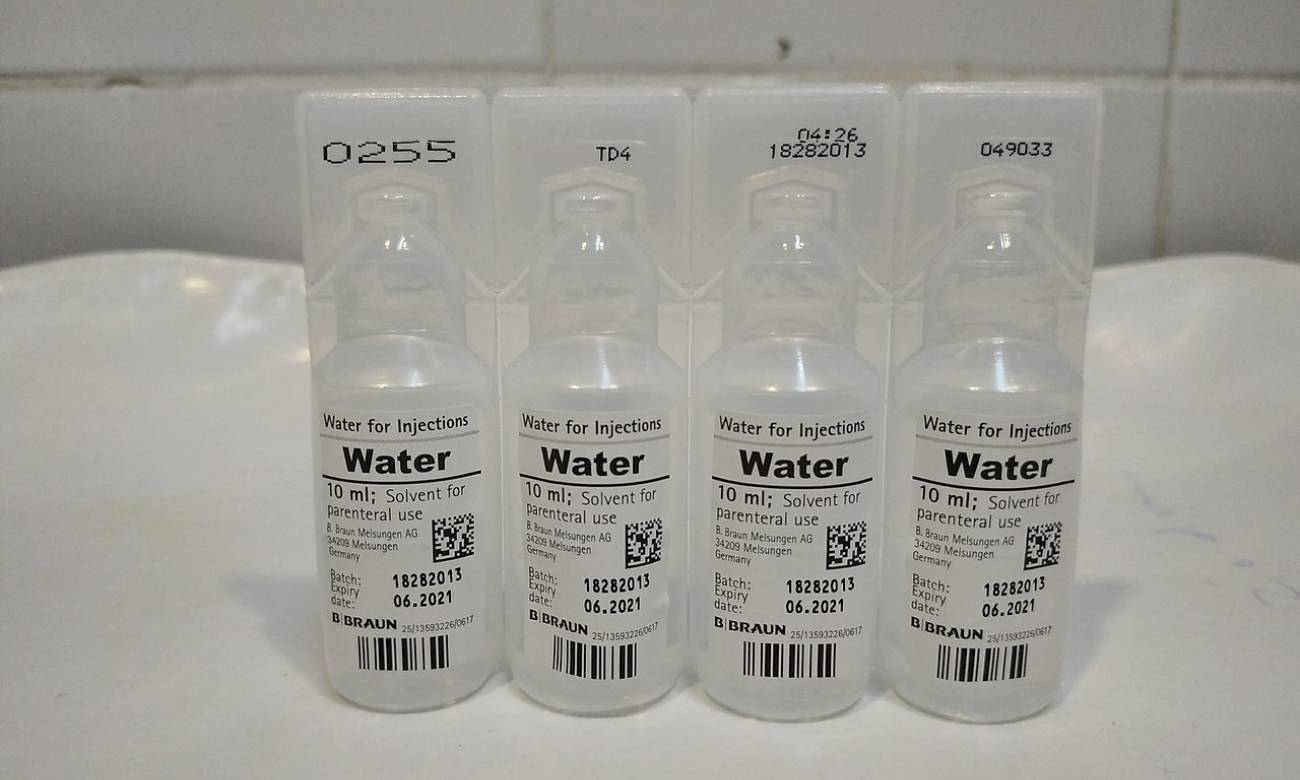 0255
TD4
04:26
18282013
049033
Water for Injections
Water
10 ml; Solvent for
parenteral use
B. Braun Melsungen AG
34209 Melsungen
Germany
Batch: 18282013
Expiry
date: 06.2021
B|BRAUN 25/13593226/0617
Water for Injections
Water
10 ml; Solvent for
parenteral use
B. Braun Melsungen AG
34209 Melsungen
Germany
Batch: 18282013
Expiry
date: 06.2021
B|BRAUN 25/13593226/0617
Water for Injections
Water
10 ml; Solvent for
parenteral use
B. Braun Melsungen AG
34209 Melsungen
Germany
Batch: 18282013
Expiry
date: 06.2021
B|BRAUN 25/13593226/0617
Water for Injections
Water
10 ml; Solvent for
parenteral use
B. Braun Melsungen AG
34209 Melsungen
Germany
Batch: 18282013
Expiry
date: 06.2021
B|BRAUN 25/13593226/0617